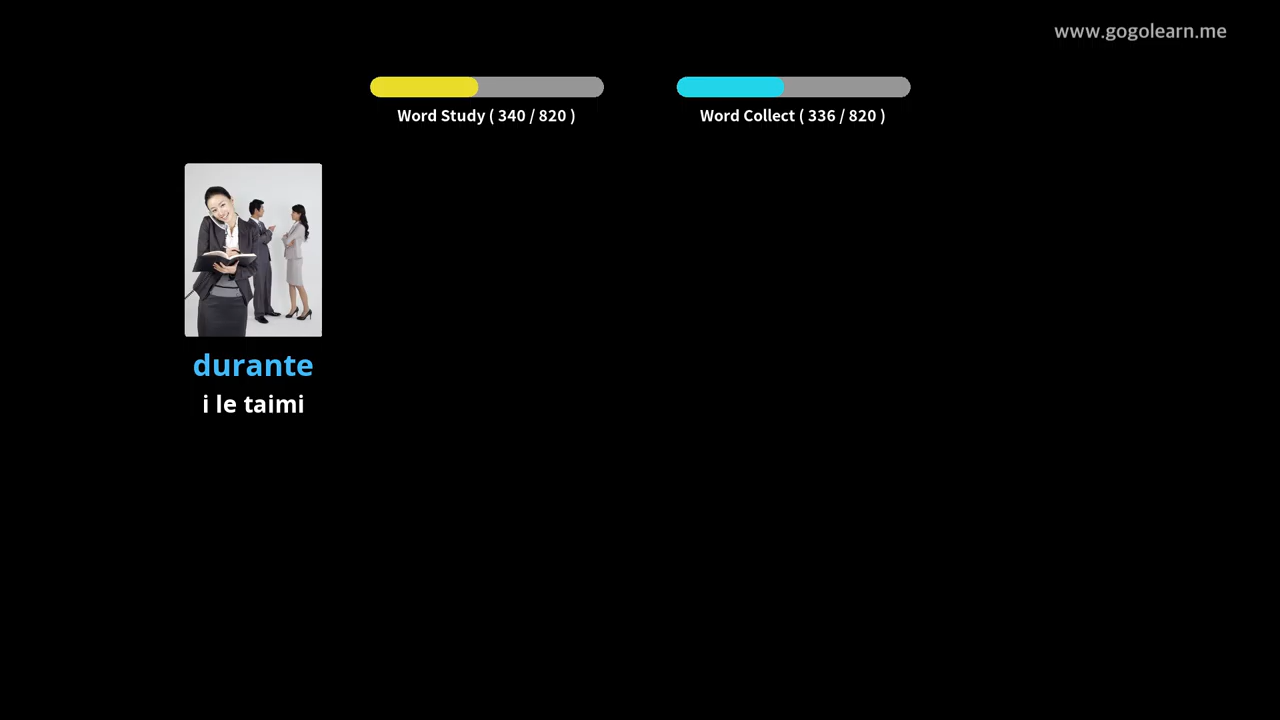 www.gogolearn.me
Word Study ( 340 / 820 )
Word Collect ( 336 / 820 )
durante
i le taimi